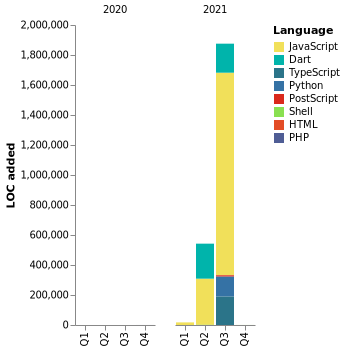 2020
2021
2,000,000
1,800,000
1,600,000
1,400,000
1,200,000
1,000,000
800,000
600,000
400,000
200,000
0
LOC added
Q1
Q2
Q3
Q4
Q1
Q2
Q3
Q4
Language
JavaScript
Dart
TypeScript
Python
PostScript
Shell
HTML
PHP